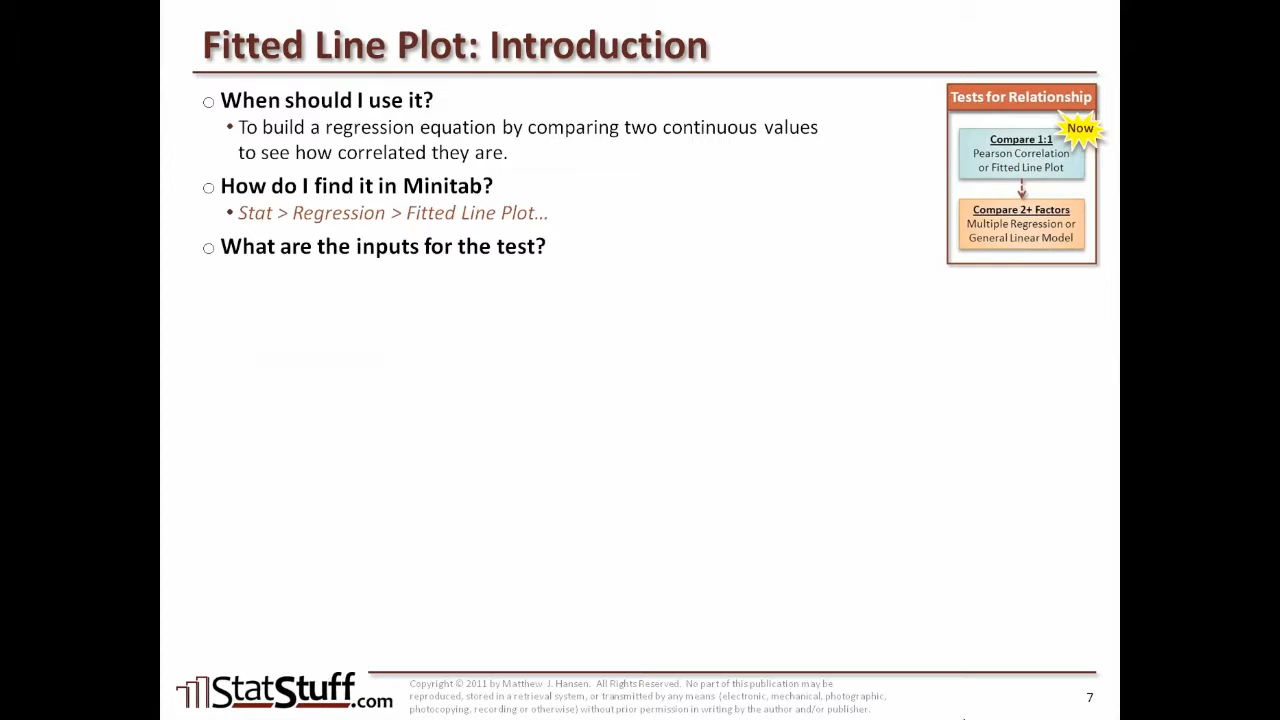 Fitted Line Plot: Introduction
When should I use it?
To build a regression equation by comparing two continuous values
to see how correlated they are.
How do I find it in Minitab?
Stat > Regression > Fitted Line Plot...
What are the inputs for the test?
Tests for Relationship
Now
Compare 1:1
Pearson Correlation
or Fitted Line Plot
Compare 2+ Factors
Multiple Regression or
General Linear Model
StatStuff.com
Copyright © 2011 by Matthew J. Hansen. All Rights Reserved. No part of this publication may be
reproduced, stored in a retrieval system, or transmitted by any means (electronic, mechanical, photographic,
photocopying, recording or otherwise) without prior permission in writing by the author and/or publisher.
7